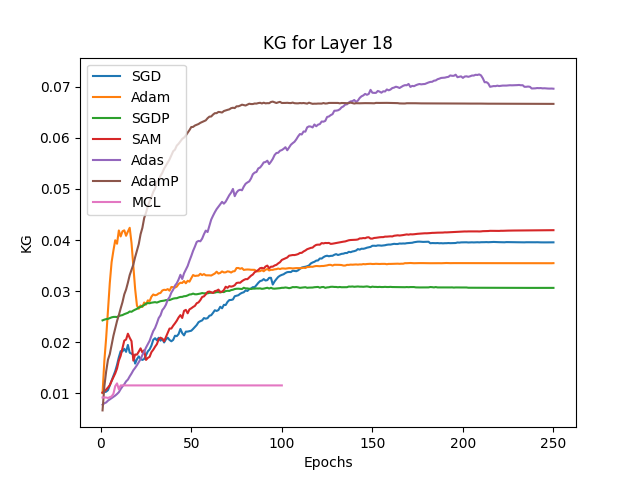 KG for Layer 18
KG
0.07
0.06
0.05
0.04
0.03
0.02
0.01
SGD
Adam
SGDP
SAM
Adas
AdamP
MCL
0 50 100 150 200 250
Epochs